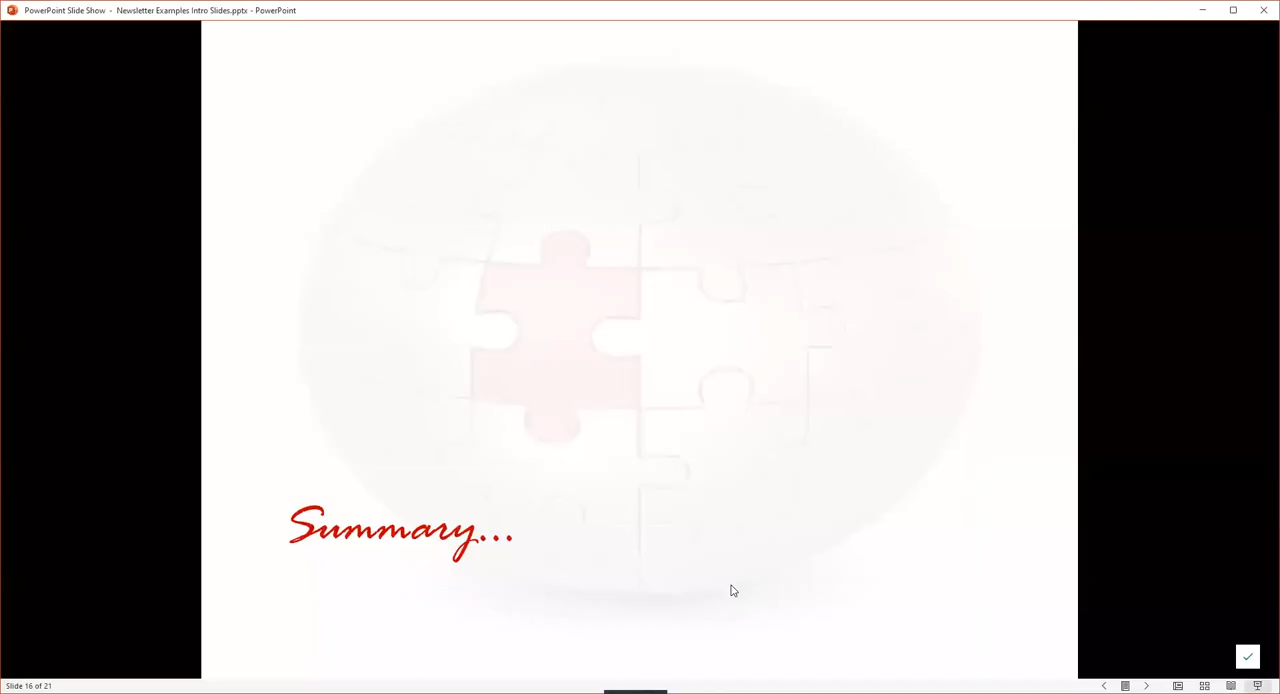 PowerPoint Slide Show - Newsletter Examples Intro Slides.pptx - PowerPoint
Summary...
Slide 16 of 21